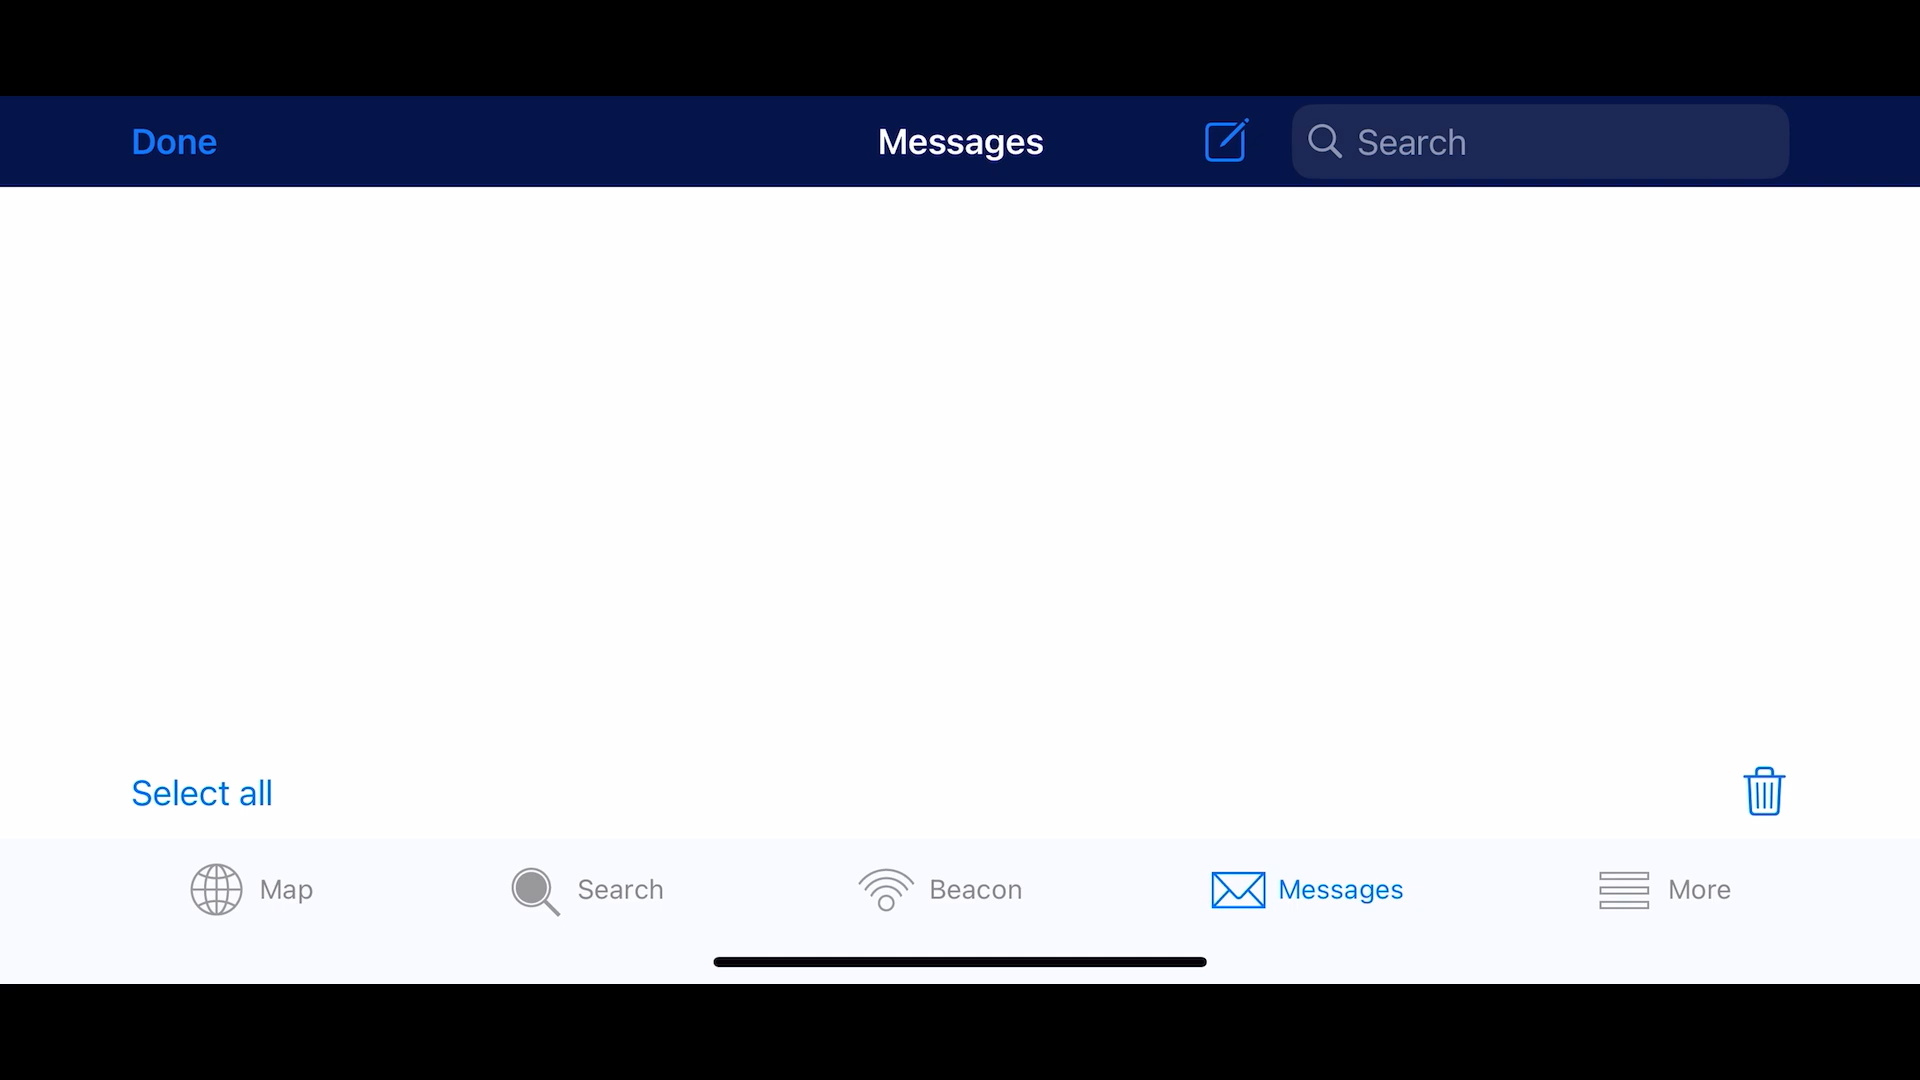 Done
Messages
Search
Select all
Map
Search
Beacon
Messages
More